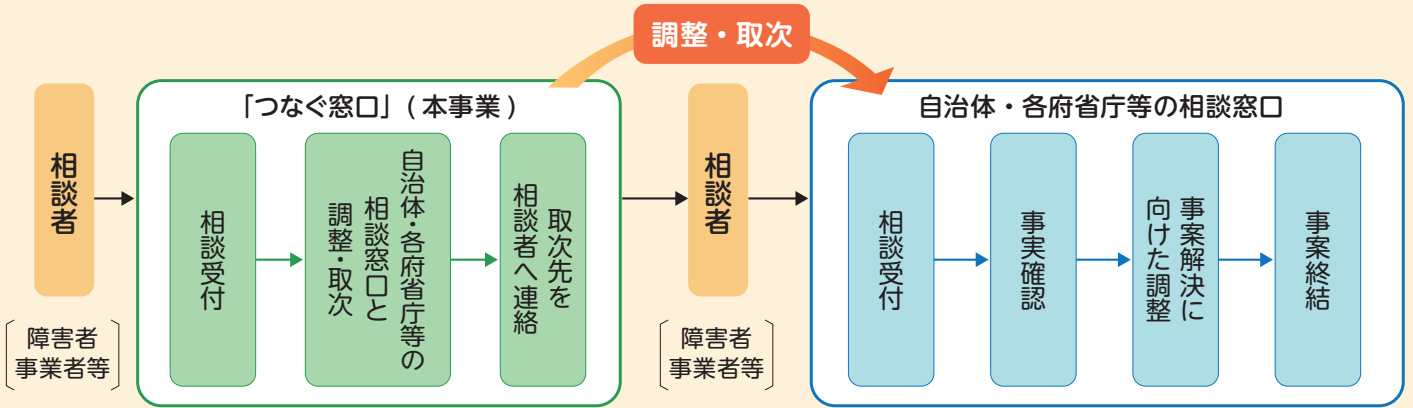 調整・取次
相談者
障害者
事業者等
「つなぐ窓口」(本事業)
相談受付
自治体・各府省庁等の
相談窓口と
調整・取次
取次先を
相談者へ連絡
相談者
障害者
事業者等
自治体・各府省庁等の相談窓口
相談受付
事実確認
事案解決に
向けた調整
事案終結